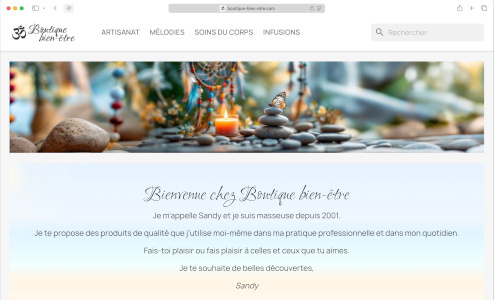 boutique-bien-etre.com
Boutique
bien-être
ARTISANAT MÉLODIES SOINS DU CORPS INFUSIONS
Rechercher
Bienvenue chez Boutique bien-être
Je m'appelle Sandy et je suis masseuse depuis 2001.
Je te propose des produits de qualité que j'utilise moi-même dans ma pratique professionnelle et dans mon quotidien.
Fais-toi plaisir ou fais plaisir à celles et ceux que tu aimes.
Je te souhaite de belles découvertes,
Sandy